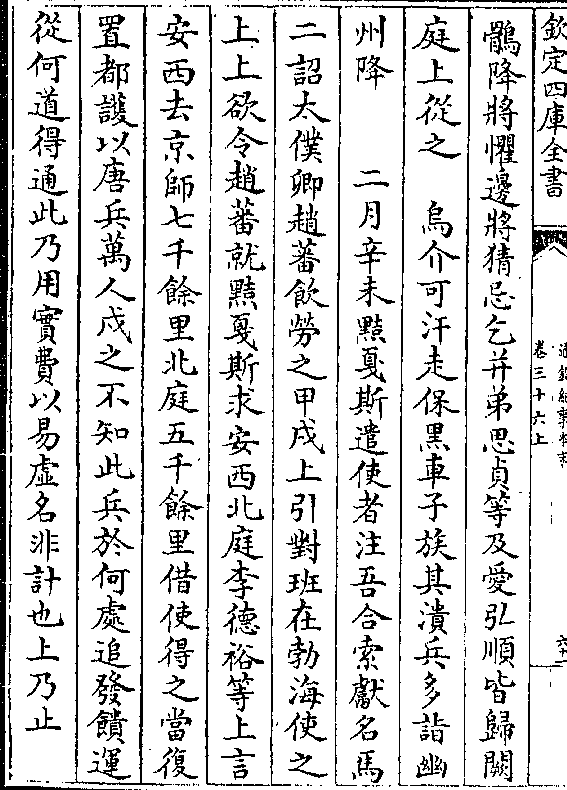 欽定四庫全書
卷三十六上
鶻降將懼邊將猜忌乞并弟思貞等及愛弘順皆歸闕
庭上從之　烏介可汗走保黑車子族其潰兵多詣幽
州降　二月辛未黠戛斯遣使者注吾合索獻名馬
二詔太僕卿趙蕃飲勞之甲戌上引對班在勃海使之
上上欲令趙蕃就黠戛斯求安西北庭李德裕等上言
安西去京師七千餘里北庭五千餘里借使得之當復
置都護以唐兵萬人戍之不知此兵於何處追發饋運
從何道得通此乃用實費以易虛名非計也上乃止